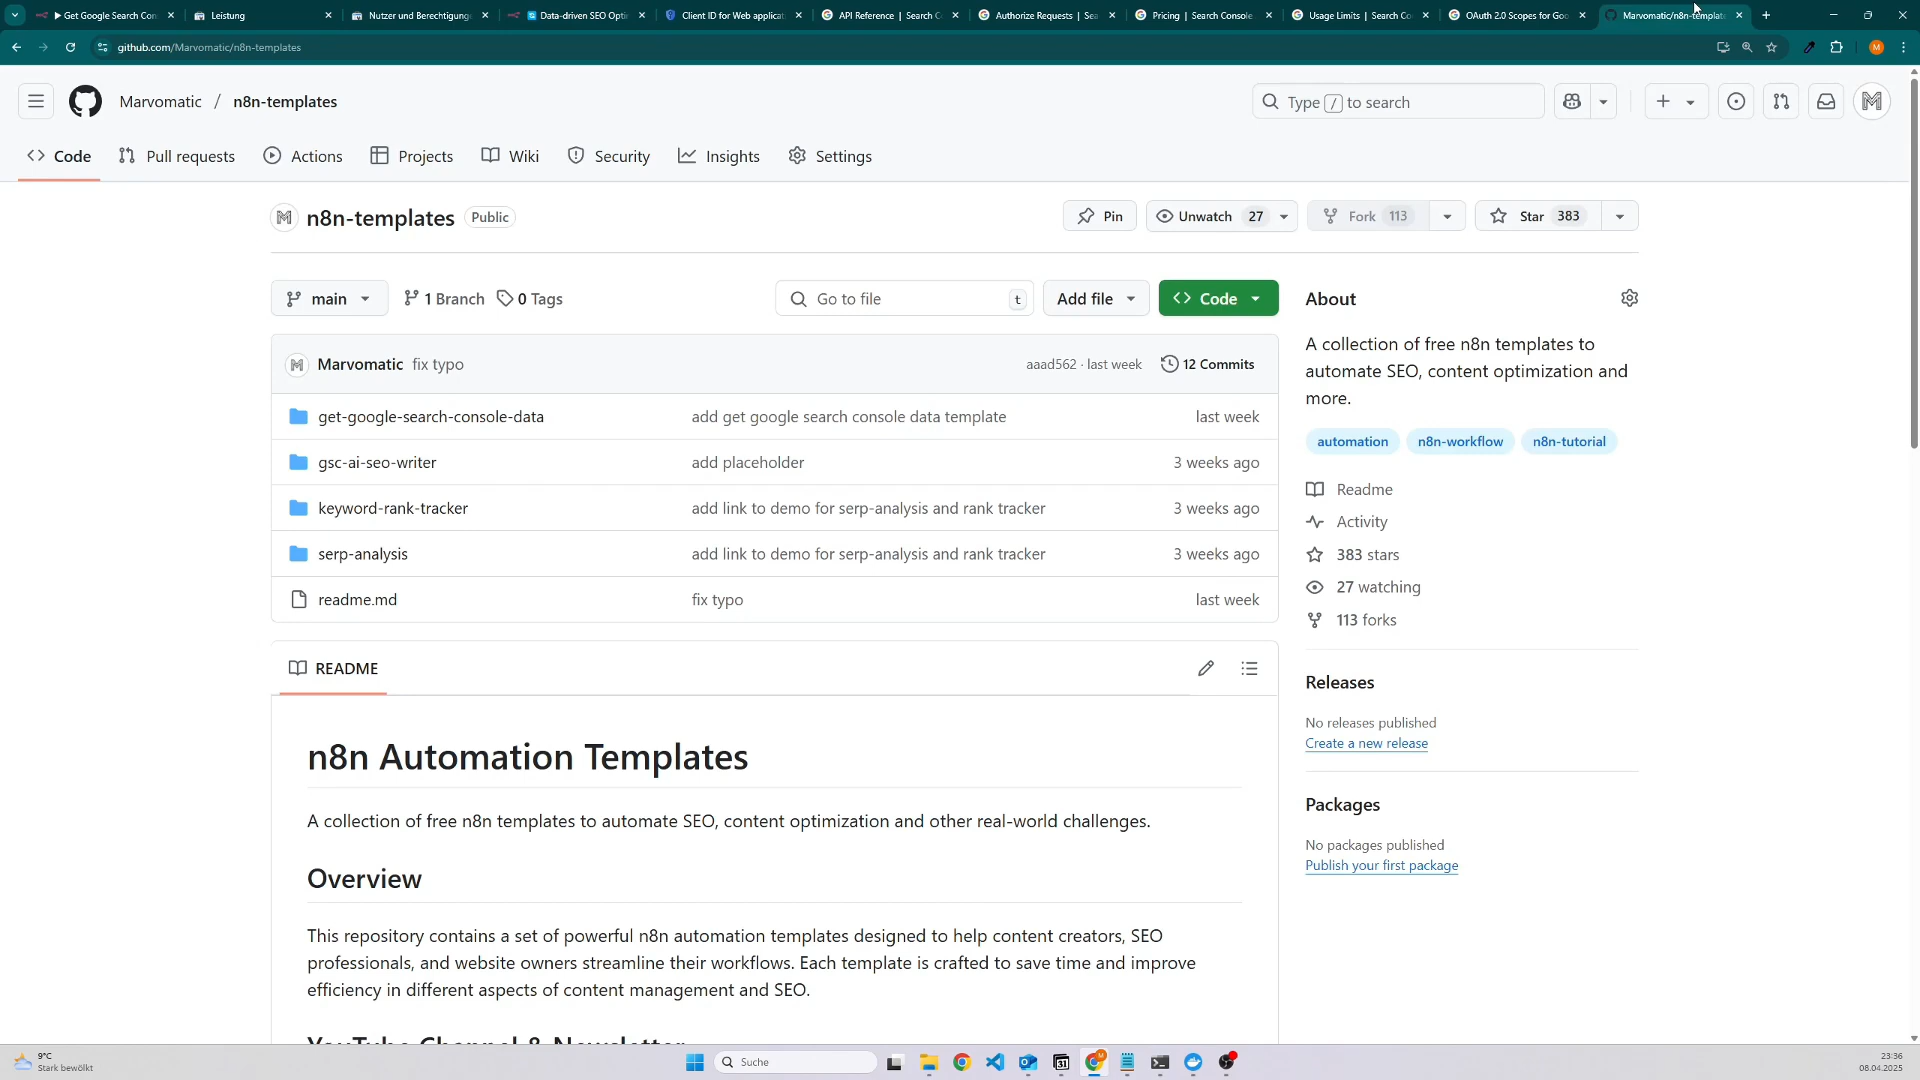 ▶ Get Google Search Con
Leistung
Nutzer und Berechtigung
Data-driven SEO Opti
Client ID for Web applicat
API Reference | Search C
Authorize Requests | Sea
Pricing | Search Console
Usage Limits | Search Co
OAuth 2.0 Scopes for Goo
Marvomatic/n8n-templat
github.com/Marvomatic/n8n-templates
M
Marvomatic / n8n-templates
Type / to search
Code
Pull requests
Actions
Projects
Wiki
Security
Insights
Settings
n8n-templates Public
Pin
Unwatch 27
Fork 113
Star 383
main
1 Branch
0 Tags
Go to file t
Add file
Code
Marvomatic fix typo
aaad562 · last week
12 Commits
get-google-search-console-data add get google search console data template last week
gsc-ai-seo-writer add placeholder 3 weeks ago
keyword-rank-tracker add link to demo for serp-analysis and rank tracker 3 weeks ago
serp-analysis add link to demo for serp-analysis and rank tracker 3 weeks ago
readme.md fix typo last week
README
n8n Automation Templates
A collection of free n8n templates to automate SEO, content optimization and other real-world challenges.
Overview
This repository contains a set of powerful n8n automation templates designed to help content creators, SEO
professionals, and website owners streamline their workflows. Each template is crafted to save time and improve
efficiency in different aspects of content management and SEO.
YouTube Channel & Newsletter
About
A collection of free n8n templates to
automate SEO, content optimization and
more.
automation n8n-workflow n8n-tutorial
Readme
Activity
383 stars
27 watching
113 forks
Releases
No releases published
Create a new release
Packages
No packages published
Publish your first package
9°C
Stark bewölkt
Suche
31
23:36
08.04.2025